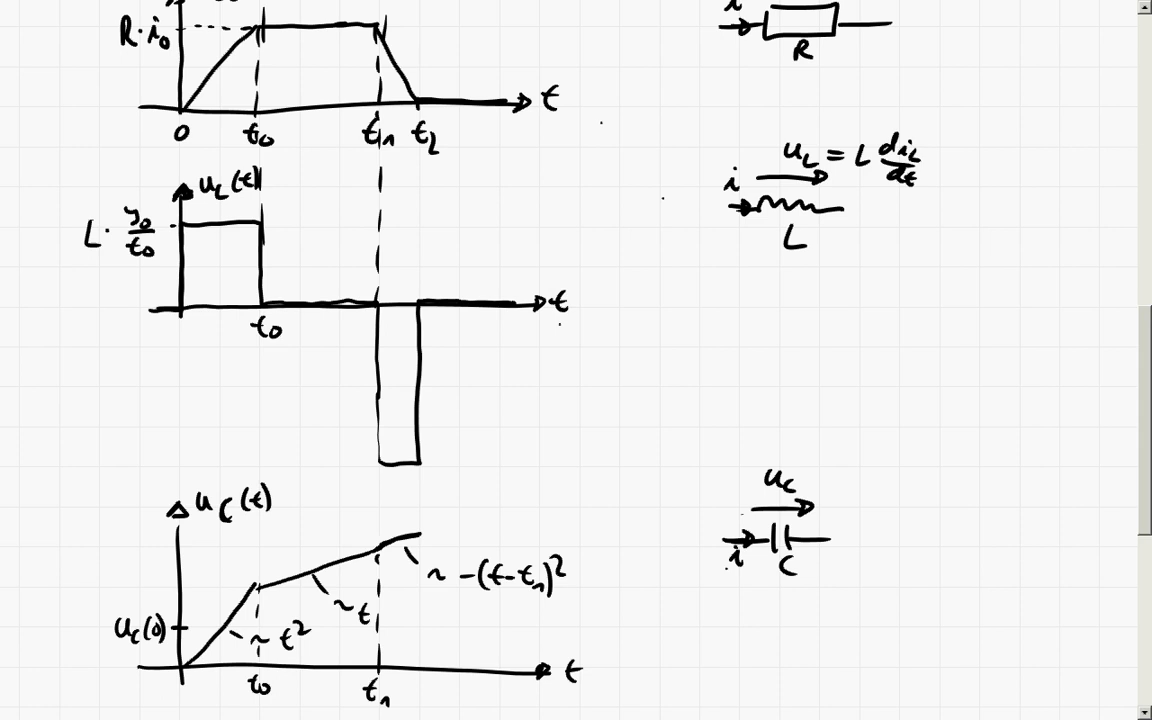 R · i₀
i
R
t
0 t₀ t₁ t₂
u_L = L di_L/dt
i
L
u_L(t)
L · I₀/t₀
t
t₀
u_C(t)
u_C
i
C
~ -(t-t₁)²
~ t
u_C(0)
~ t²
t
t₀ t₁